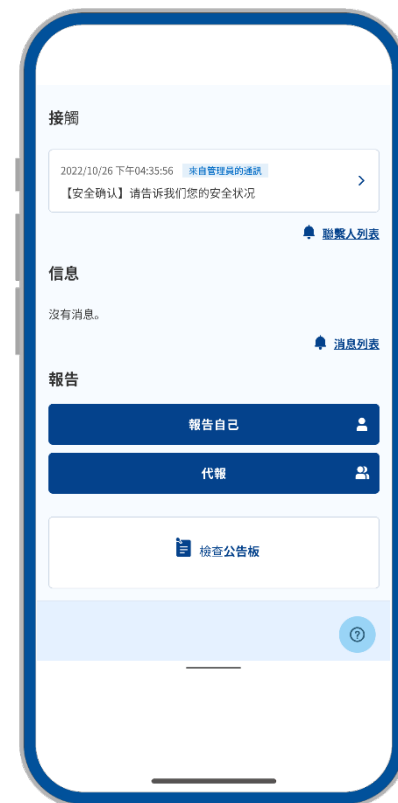 接觸
2022/10/26 下午04:35:56 來自管理員的通訊
【安全确认】请告诉我们您的安全状况
聯繫人列表
信息
沒有消息。
消息列表
報告
報告自己
代報
檢查公告板